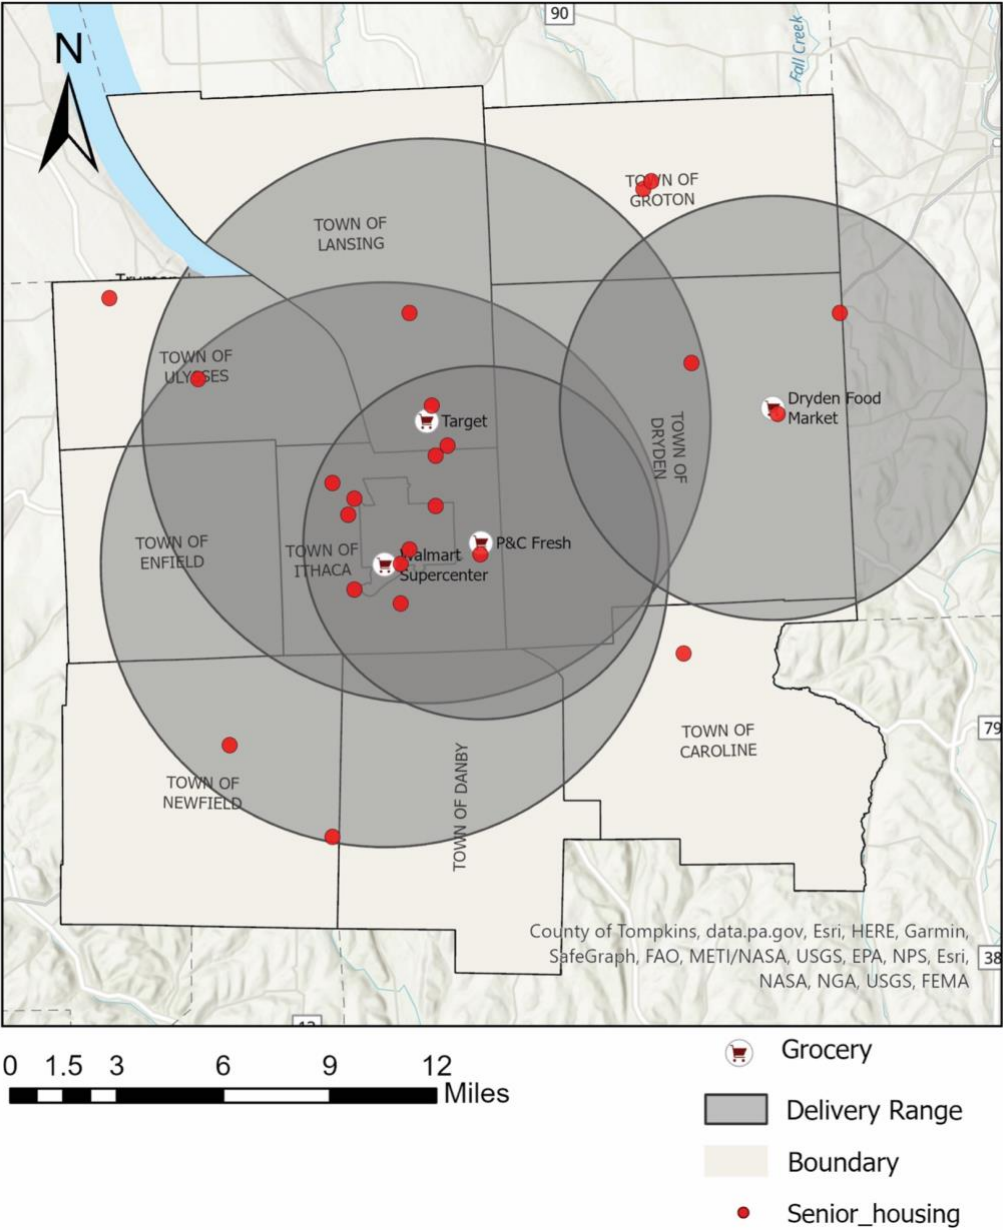 90
Fall Creek
N
TOWN OF
GROTON
TOWN OF
LANSING
TOWN OF
ULYSSES
Target
Dryden Food
Market
TOWN OF
DRYDEN
TOWN OF
ENFIELD
TOWN OF
ITHACA
P&C Fresh
Walmart
Supercenter
TOWN OF
CAROLINE
79
TOWN OF
NEWFIELD
TOWN OF DANBY
County of Tompkins, data.pa.gov, Esri, HERE, Garmin,
SafeGraph, FAO, METI/NASA, USGS, EPA, NPS, Esri,
NASA, NGA, USGS, FEMA
38
0 1.5 3 6 9 12
Miles
Grocery
Delivery Range
Boundary
Senior_housing